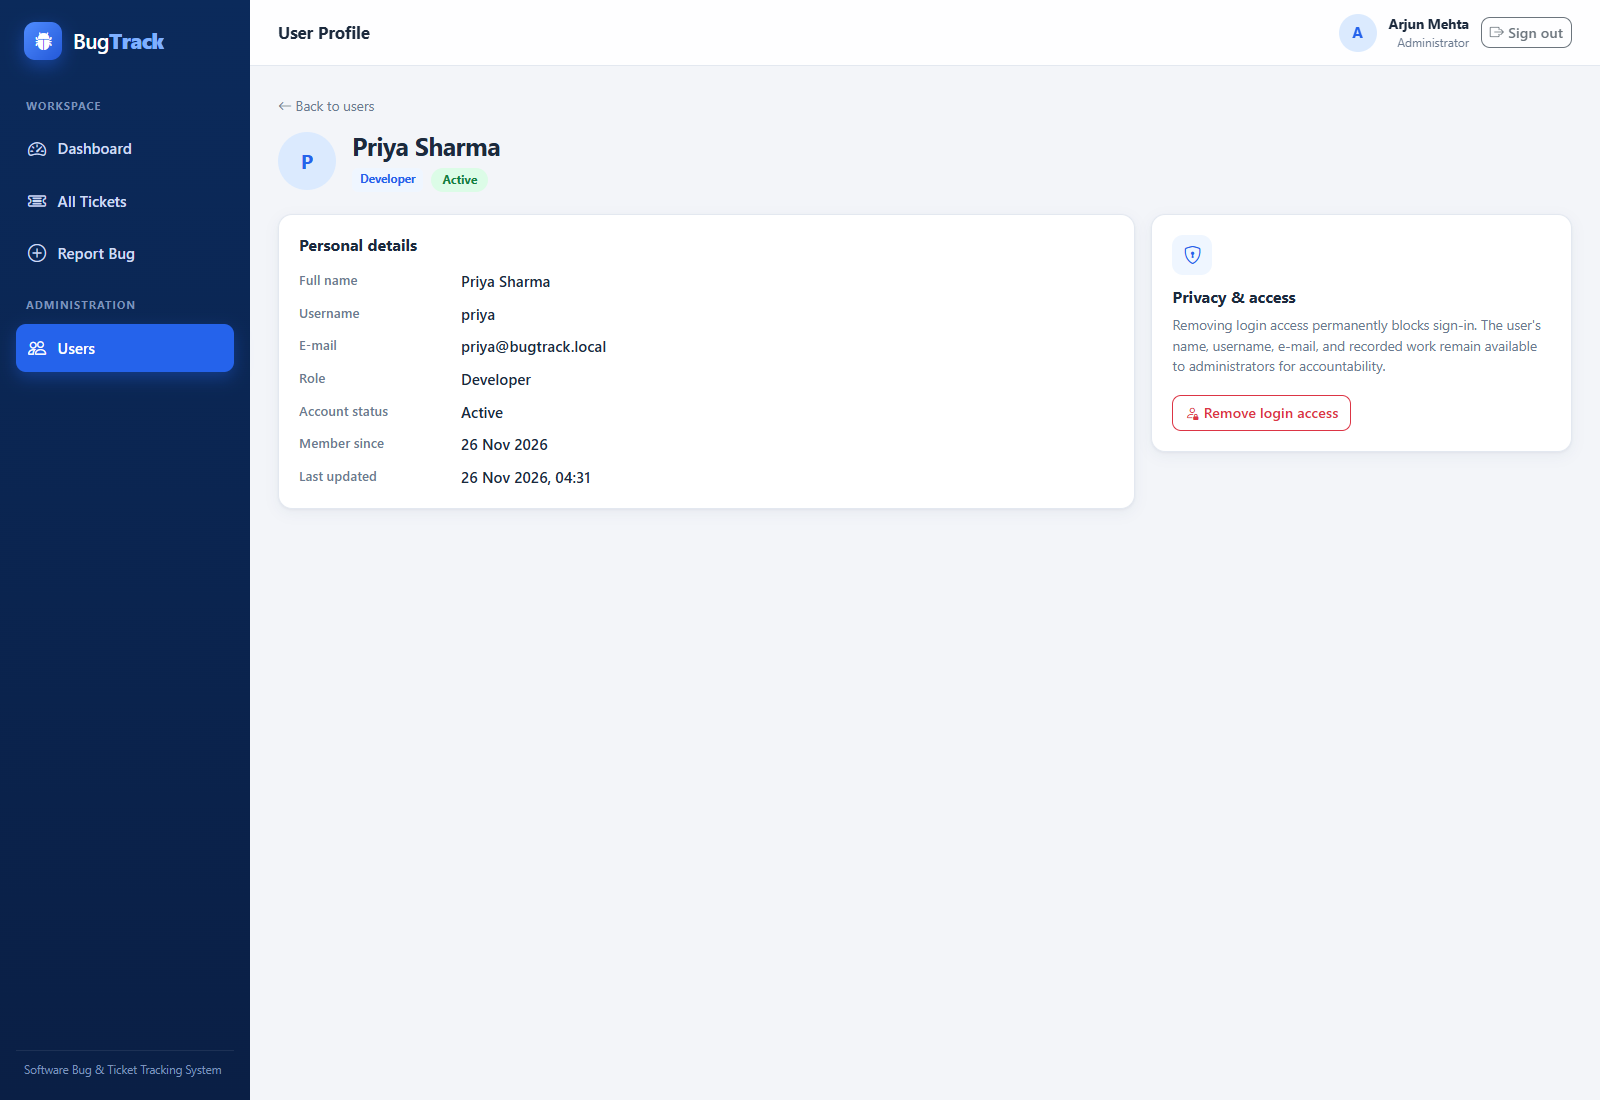 BugTrack
WORKSPACE
Dashboard
All Tickets
Report Bug
ADMINISTRATION
Users
Software Bug & Ticket Tracking System
User Profile
A
Arjun Mehta
Administrator
Sign out
Back to users
P
Priya Sharma
Developer
Active
Personal details
Full name Priya Sharma
Username priya
E-mail priya@bugtrack.local
Role Developer
Account status Active
Member since 26 Nov 2026
Last updated 26 Nov 2026, 04:31
Privacy & access
Removing login access permanently blocks sign-in. The user's
name, username, e-mail, and recorded work remain available
to administrators for accountability.
Remove login access